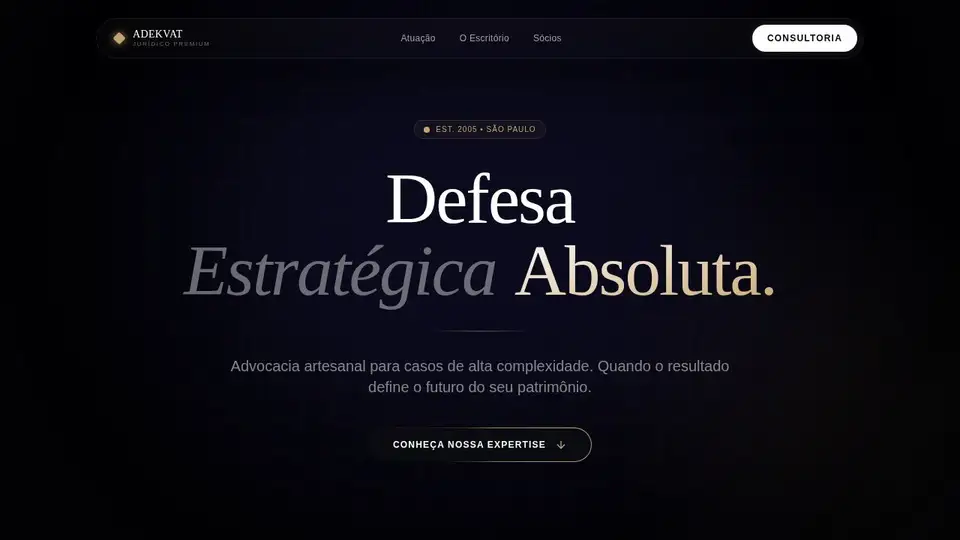 ADEKVAT
JURÍDICO PREMIUM
Atuação
O Escritório
Sócios
CONSULTORIA
EST. 2005 • SÃO PAULO
Defesa
Estratégica Absoluta.
Advocacia artesanal para casos de alta complexidade. Quando o resultado
define o futuro do seu patrimônio.
CONHEÇA NOSSA EXPERTISE